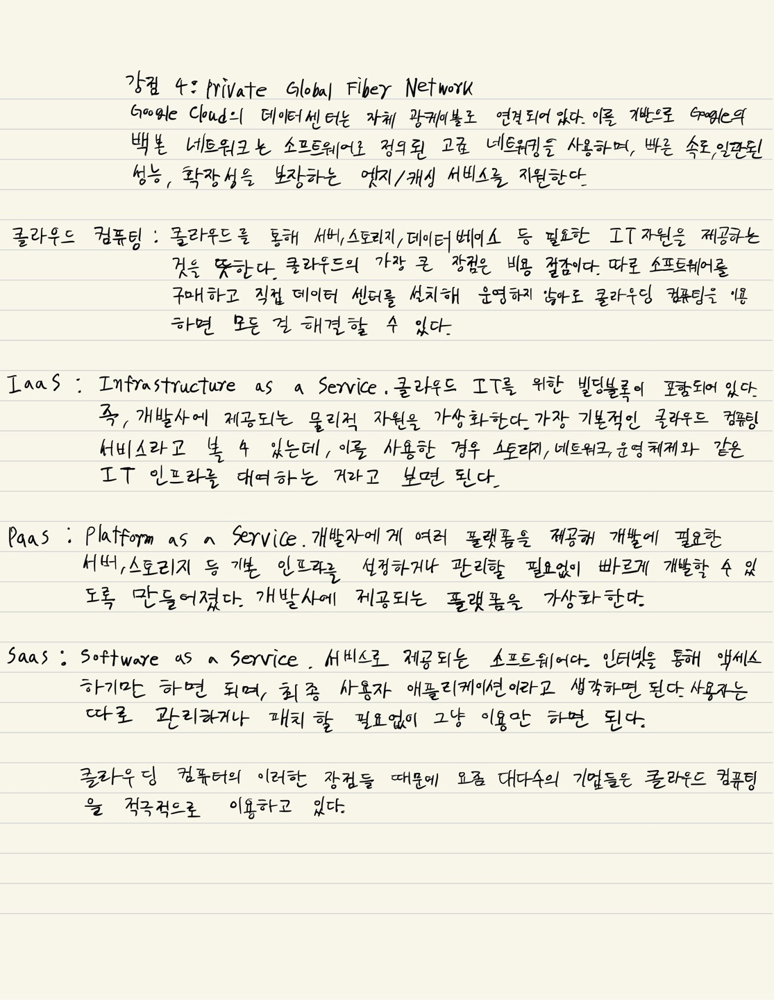 강점 4: Private Global Fiber Network
Google Cloud의 데이터센터는 자체 광케이블로 연결되어 있다. 이를 기반으로 Google의
백본 네트워크는 소프트웨어로 정의된 고급 네트워킹을 사용하며, 빠른 속도, 일관된
성능, 확장성을 보장하는 엣지/캐싱 서비스를 지원한다.
클라우드 컴퓨팅 : 클라우드를 통해 서버, 스토리지, 데이터베이스 등 필요한 IT 자원을 제공하는
것을 뜻한다. 클라우드의 가장 큰 장점은 비용 절감이다. 따로 소프트웨어를
구매하고 직접 데이터 센터를 설치해 운영하지 않아도 클라우딩 컴퓨팅을 이용
하면 모든 걸 해결할 수 있다.
IaaS : Infrastructure as a Service. 클라우드 IT를 위한 빌딩블록이 포함되어 있다.
즉, 개발사에 제공되는 물리적 자원을 가상화한다. 가장 기본적인 클라우드 컴퓨팅
서비스라고 볼 수 있는데, 이를 사용한 경우 스토리지, 네트워크, 운영체제와 같은
IT 인프라를 대여하는 거라고 보면 된다.
PaaS : Platform as a Service. 개발자에게 여러 플랫폼을 제공해 개발에 필요한
서버, 스토리지 등 기본 인프라를 설정하거나 관리할 필요없이 빠르게 개발할 수 있
도록 만들어졌다. 개발사에 제공되는 플랫폼을 가상화한다.
SaaS : Software as a Service. 서비스로 제공되는 소프트웨어다. 인터넷을 통해 액세스
하기만 하면 되며, 최종 사용자 애플리케이션이라고 생각하면 된다. 사용자는
따로 관리하거나 패치할 필요없이 그냥 이용만 하면 된다.
클라우딩 컴퓨터의 이러한 장점들 때문에 요즘 대다수의 기업들은 클라우드 컴퓨팅
을 적극적으로 이용하고 있다.